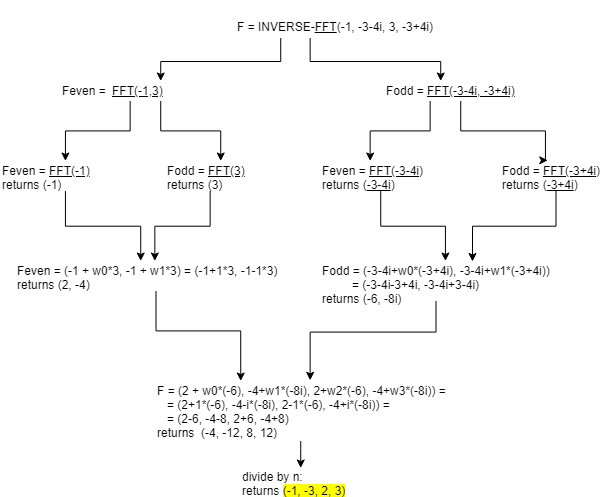 F = INVERSE-FFT(-1, -3-4i, 3, -3+4i)
Feven = FFT(-1,3)
Fodd = FFT(-3-4i, -3+4i)
Feven = FFT(-1)
returns (-1)
Fodd = FFT(3)
returns (3)
Feven = FFT(-3-4i)
returns (-3-4i)
Fodd = FFT(-3+4i)
returns (-3+4i)
Feven = (-1 + w0*3, -1 + w1*3) = (-1+1*3, -1-1*3)
returns (2, -4)
Fodd = (-3-4i+w0*(-3+4i), -3-4i+w1*(-3+4i))
= (-3-4i-3+4i, -3-4i+3-4i)
returns (-6, -8i)
F = (2 + w0*(-6), -4+w1*(-8i), 2+w2*(-6), -4+w3*(-8i)) =
= (2+1*(-6), -4-i*(-8i), 2-1*(-6), -4+i*(-8i)) =
= (2-6, -4-8, 2+6, -4+8)
returns (-4, -12, 8, 12)
divide by n:
returns (-1, -3, 2, 3)